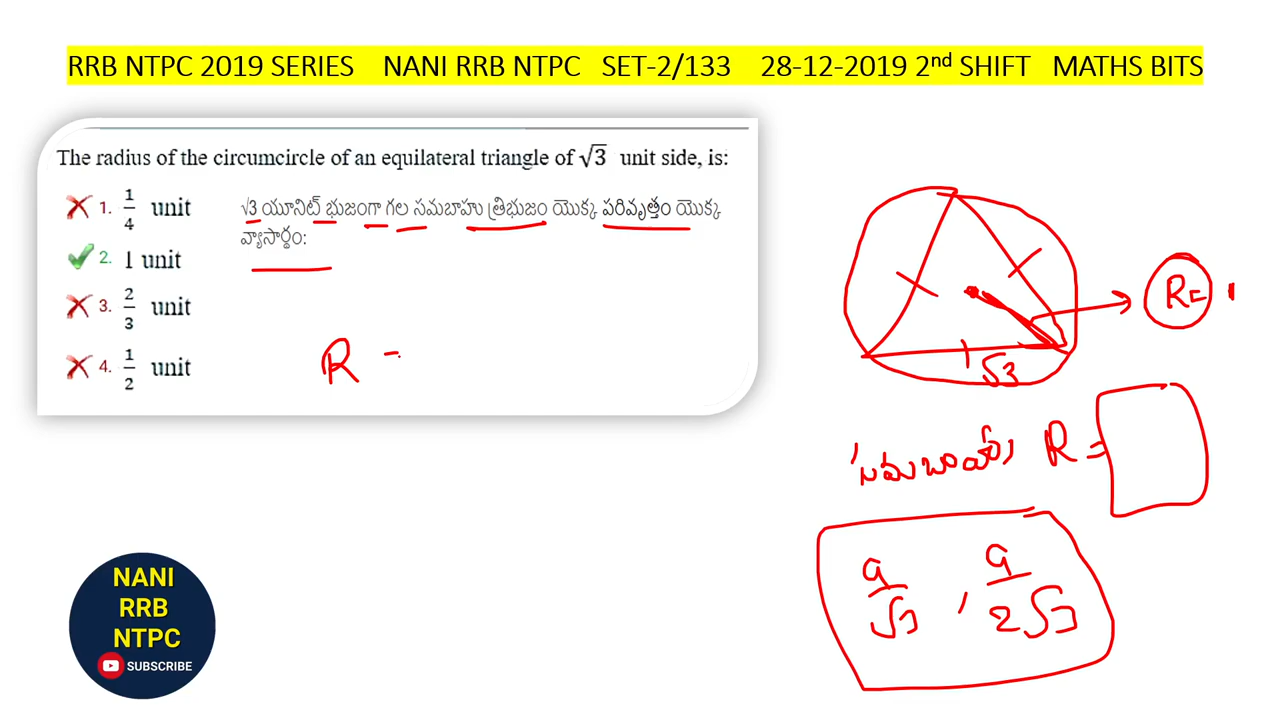 RRB NTPC 2019 SERIES NANI RRB NTPC SET-2/133 28-12-2019 2nd SHIFT MATHS BITS
The radius of the circumcircle of an equilateral triangle of √3 unit side, is:
1. 1/4 unit
2. 1 unit
3. 2/3 unit
4. 1/2 unit
√3 యూనిట్ భుజంగా గల సమబాహు త్రిభుజం యొక్క పరివృత్తం యొక్క
వ్యాసార్థం:
R -
R=
√3
R =
a/√3 , a/2√3
NANI
RRB
NTPC
SUBSCRIBE